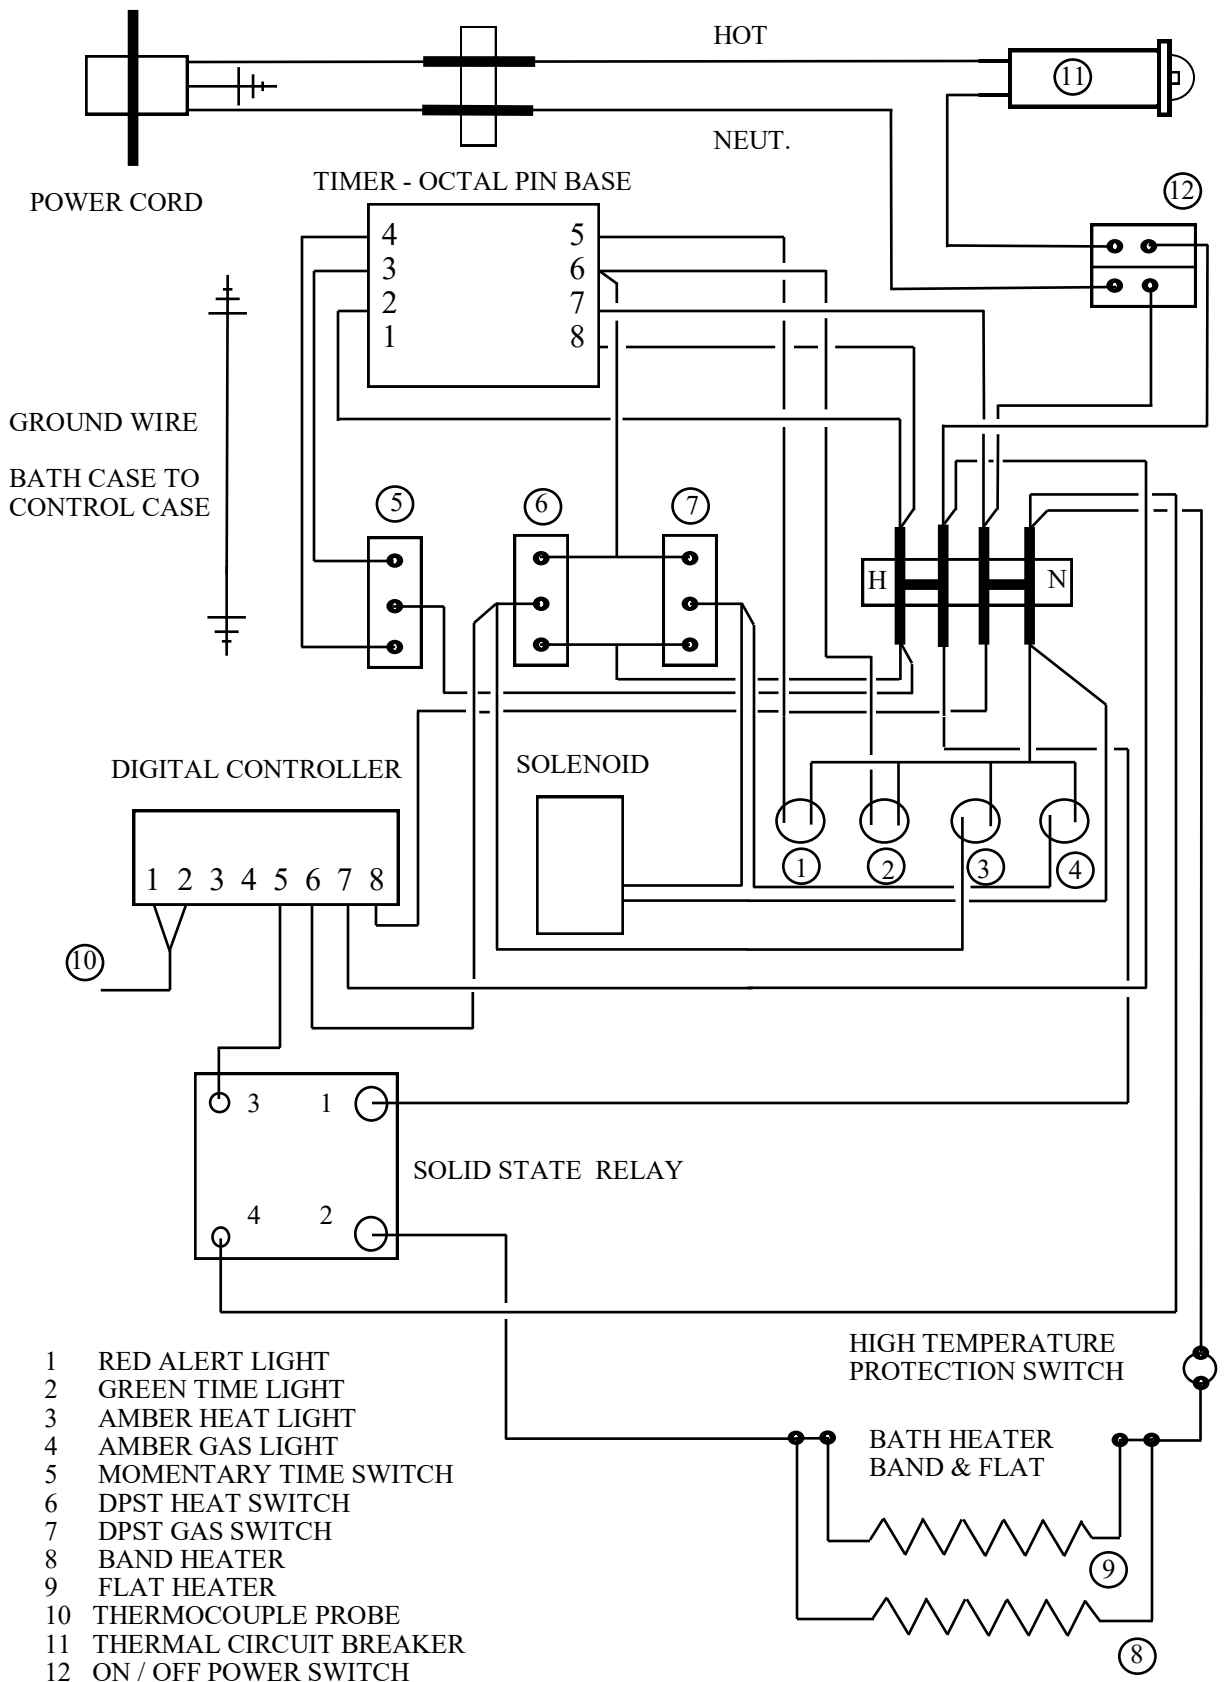 HOT
11
NEUT.
POWER CORD
TIMER - OCTAL PIN BASE
12
4 5
3 6
2 7
1 8
GROUND WIRE
BATH CASE TO
CONTROL CASE
5
6
7
H N
DIGITAL CONTROLLER
SOLENOID
1 2 3 4 5 6 7 8
1
2
3
4
10
3 1
4 2
SOLID STATE RELAY
HIGH TEMPERATURE
PROTECTION SWITCH
BATH HEATER
BAND & FLAT
9
8
1 RED ALERT LIGHT
2 GREEN TIME LIGHT
3 AMBER HEAT LIGHT
4 AMBER GAS LIGHT
5 MOMENTARY TIME SWITCH
6 DPST HEAT SWITCH
7 DPST GAS SWITCH
8 BAND HEATER
9 FLAT HEATER
10 THERMOCOUPLE PROBE
11 THERMAL CIRCUIT BREAKER
12 ON / OFF POWER SWITCH